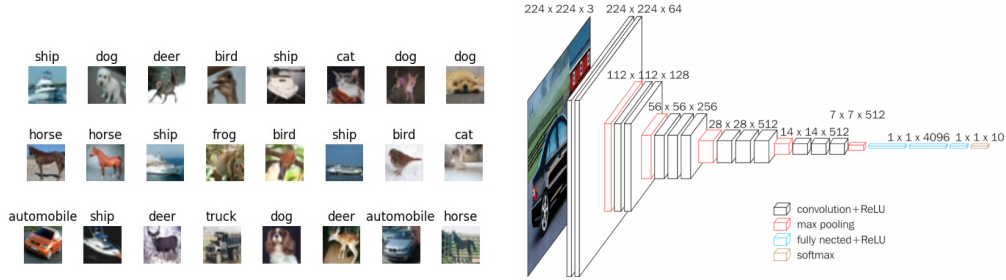 ship dog deer bird ship cat dog dog
horse horse ship frog bird ship bird cat
automobile ship deer truck dog deer automobile horse
224 x 224 x 3
224 x 224 x 64
112 x 112 x 128
56 x 56 x 256
28 x 28 x 512
14 x 14 x 512
7 x 7 x 512
1 x 1 x 4096
1 x 1 x 10
convolution+ReLU
max pooling
fully nected+ReLU
softmax